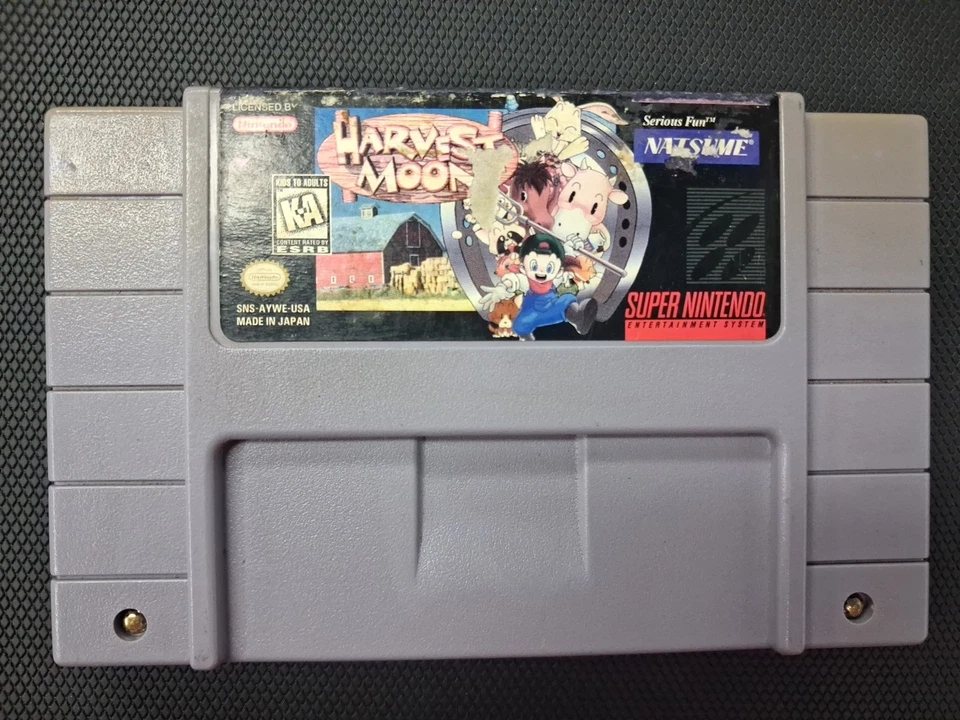 LICENSED BY
Nintendo
HARVEST
MOON
KIDS TO ADULTS
K-A
CONTENT RATED BY
ESRB
SNS-AYWE-USA
MADE IN JAPAN
Serious Fun™
NATSUME®
SUPER NINTENDO
ENTERTAINMENT SYSTEM